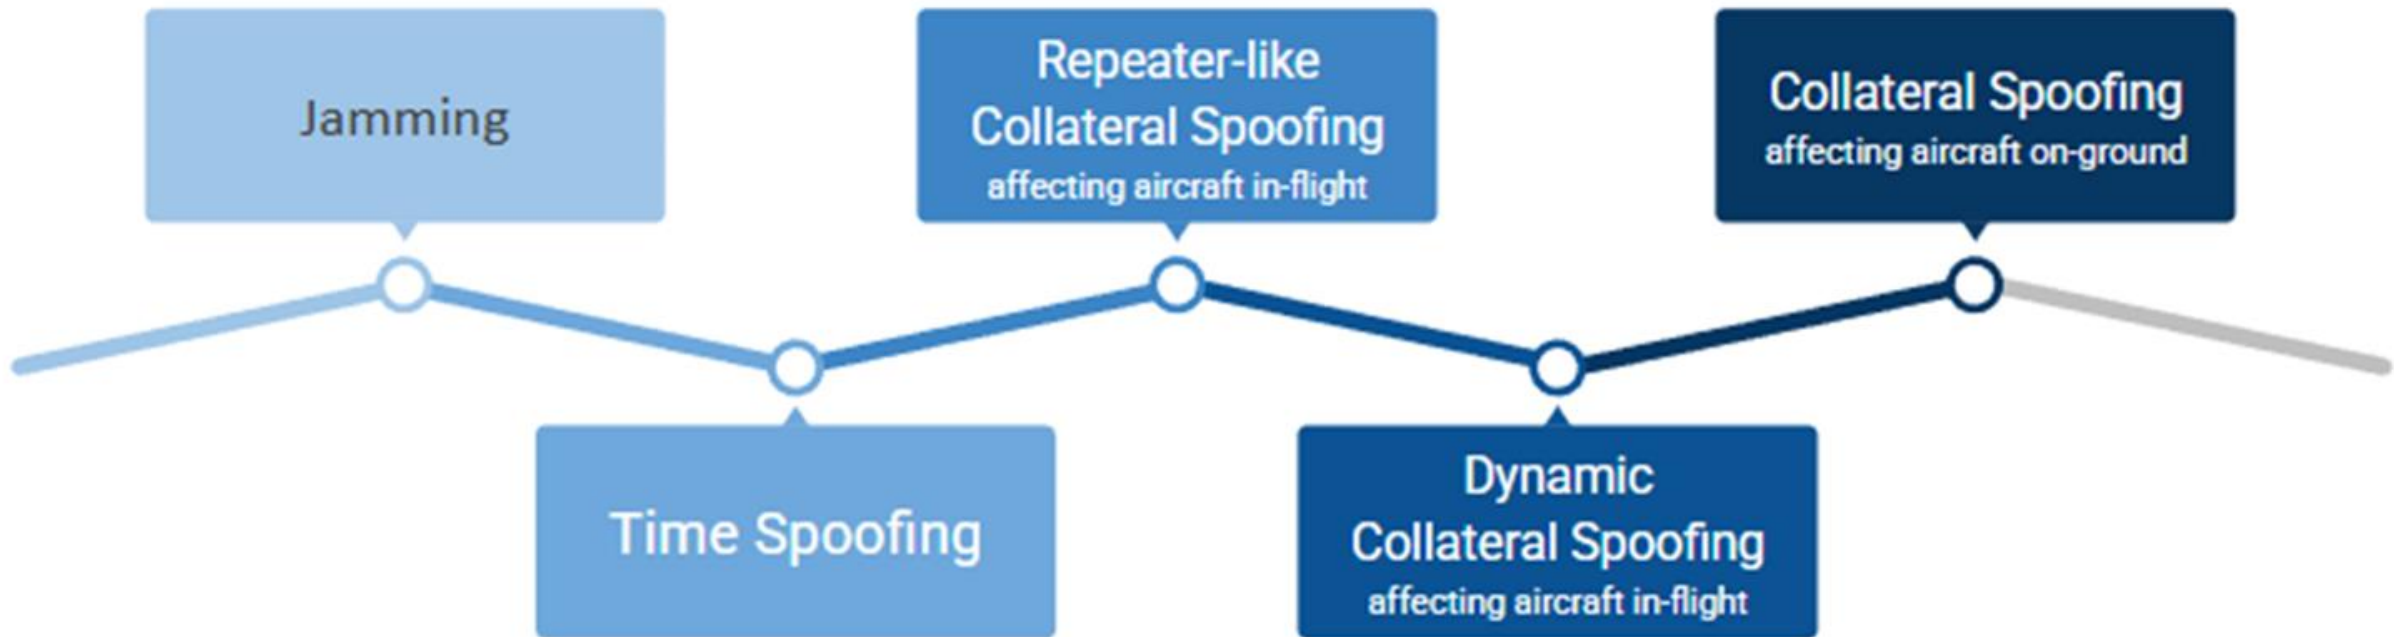 Jamming
Time Spoofing
Repeater-like
Collateral Spoofing
affecting aircraft in-flight
Dynamic
Collateral Spoofing
affecting aircraft in-flight
Collateral Spoofing
affecting aircraft on-ground